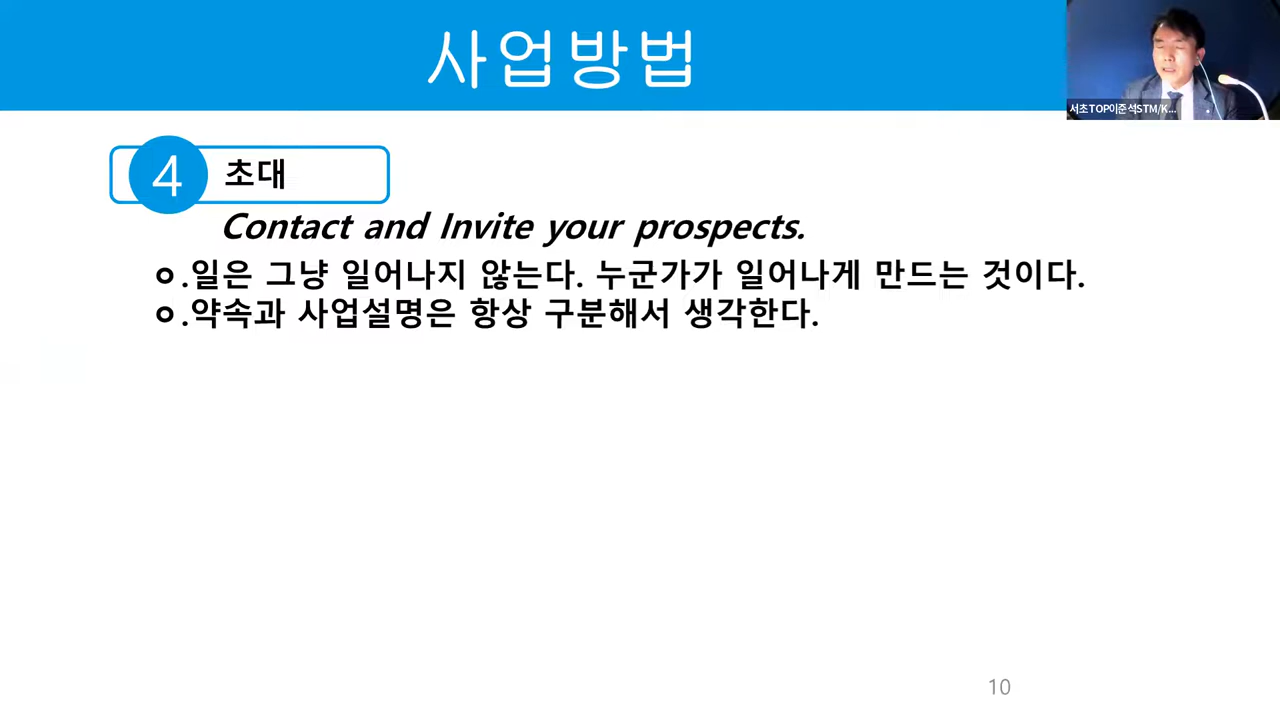 사업방법
서초TOP이준석STM/K...
4 초대
Contact and Invite your prospects.
ㅇ.일은 그냥 일어나지 않는다. 누군가가 일어나게 만드는 것이다.
ㅇ.약속과 사업설명은 항상 구분해서 생각한다.
10